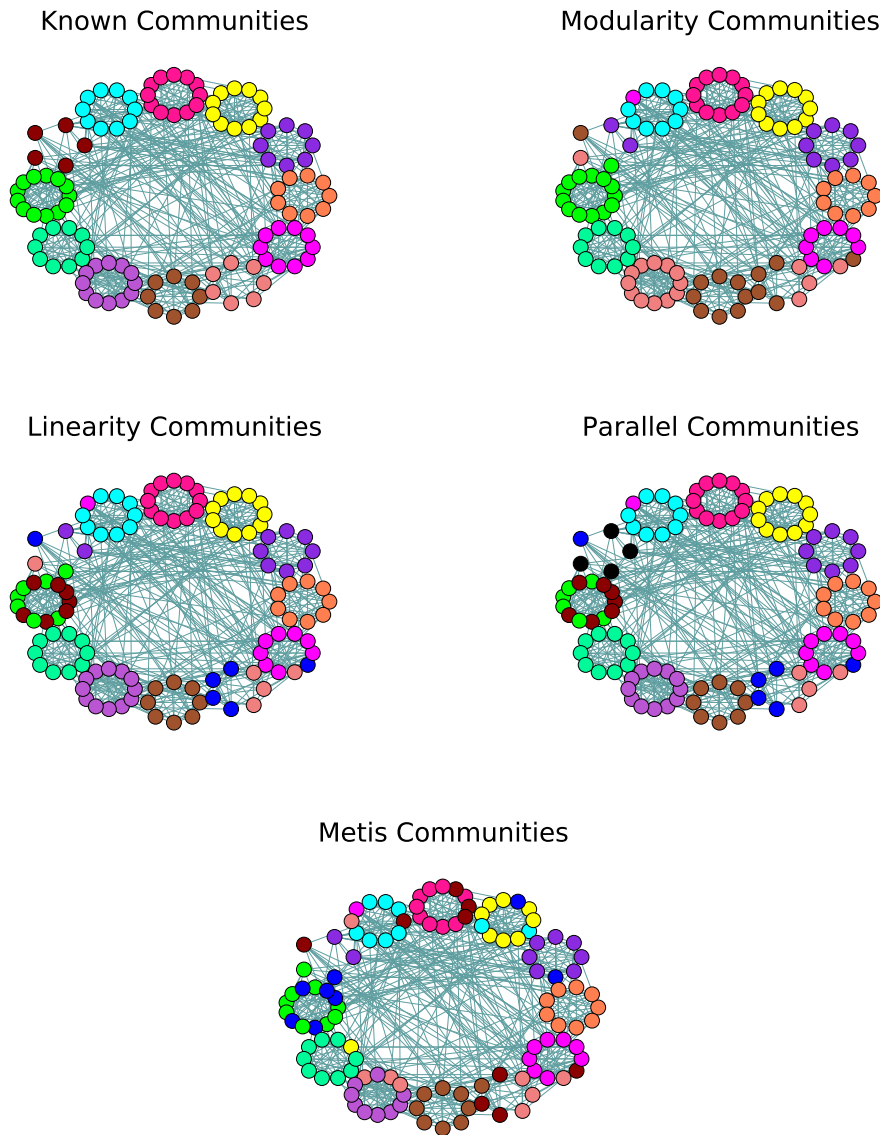 Known Communities
Modularity Communities
Linearity Communities
Parallel Communities
Metis Communities